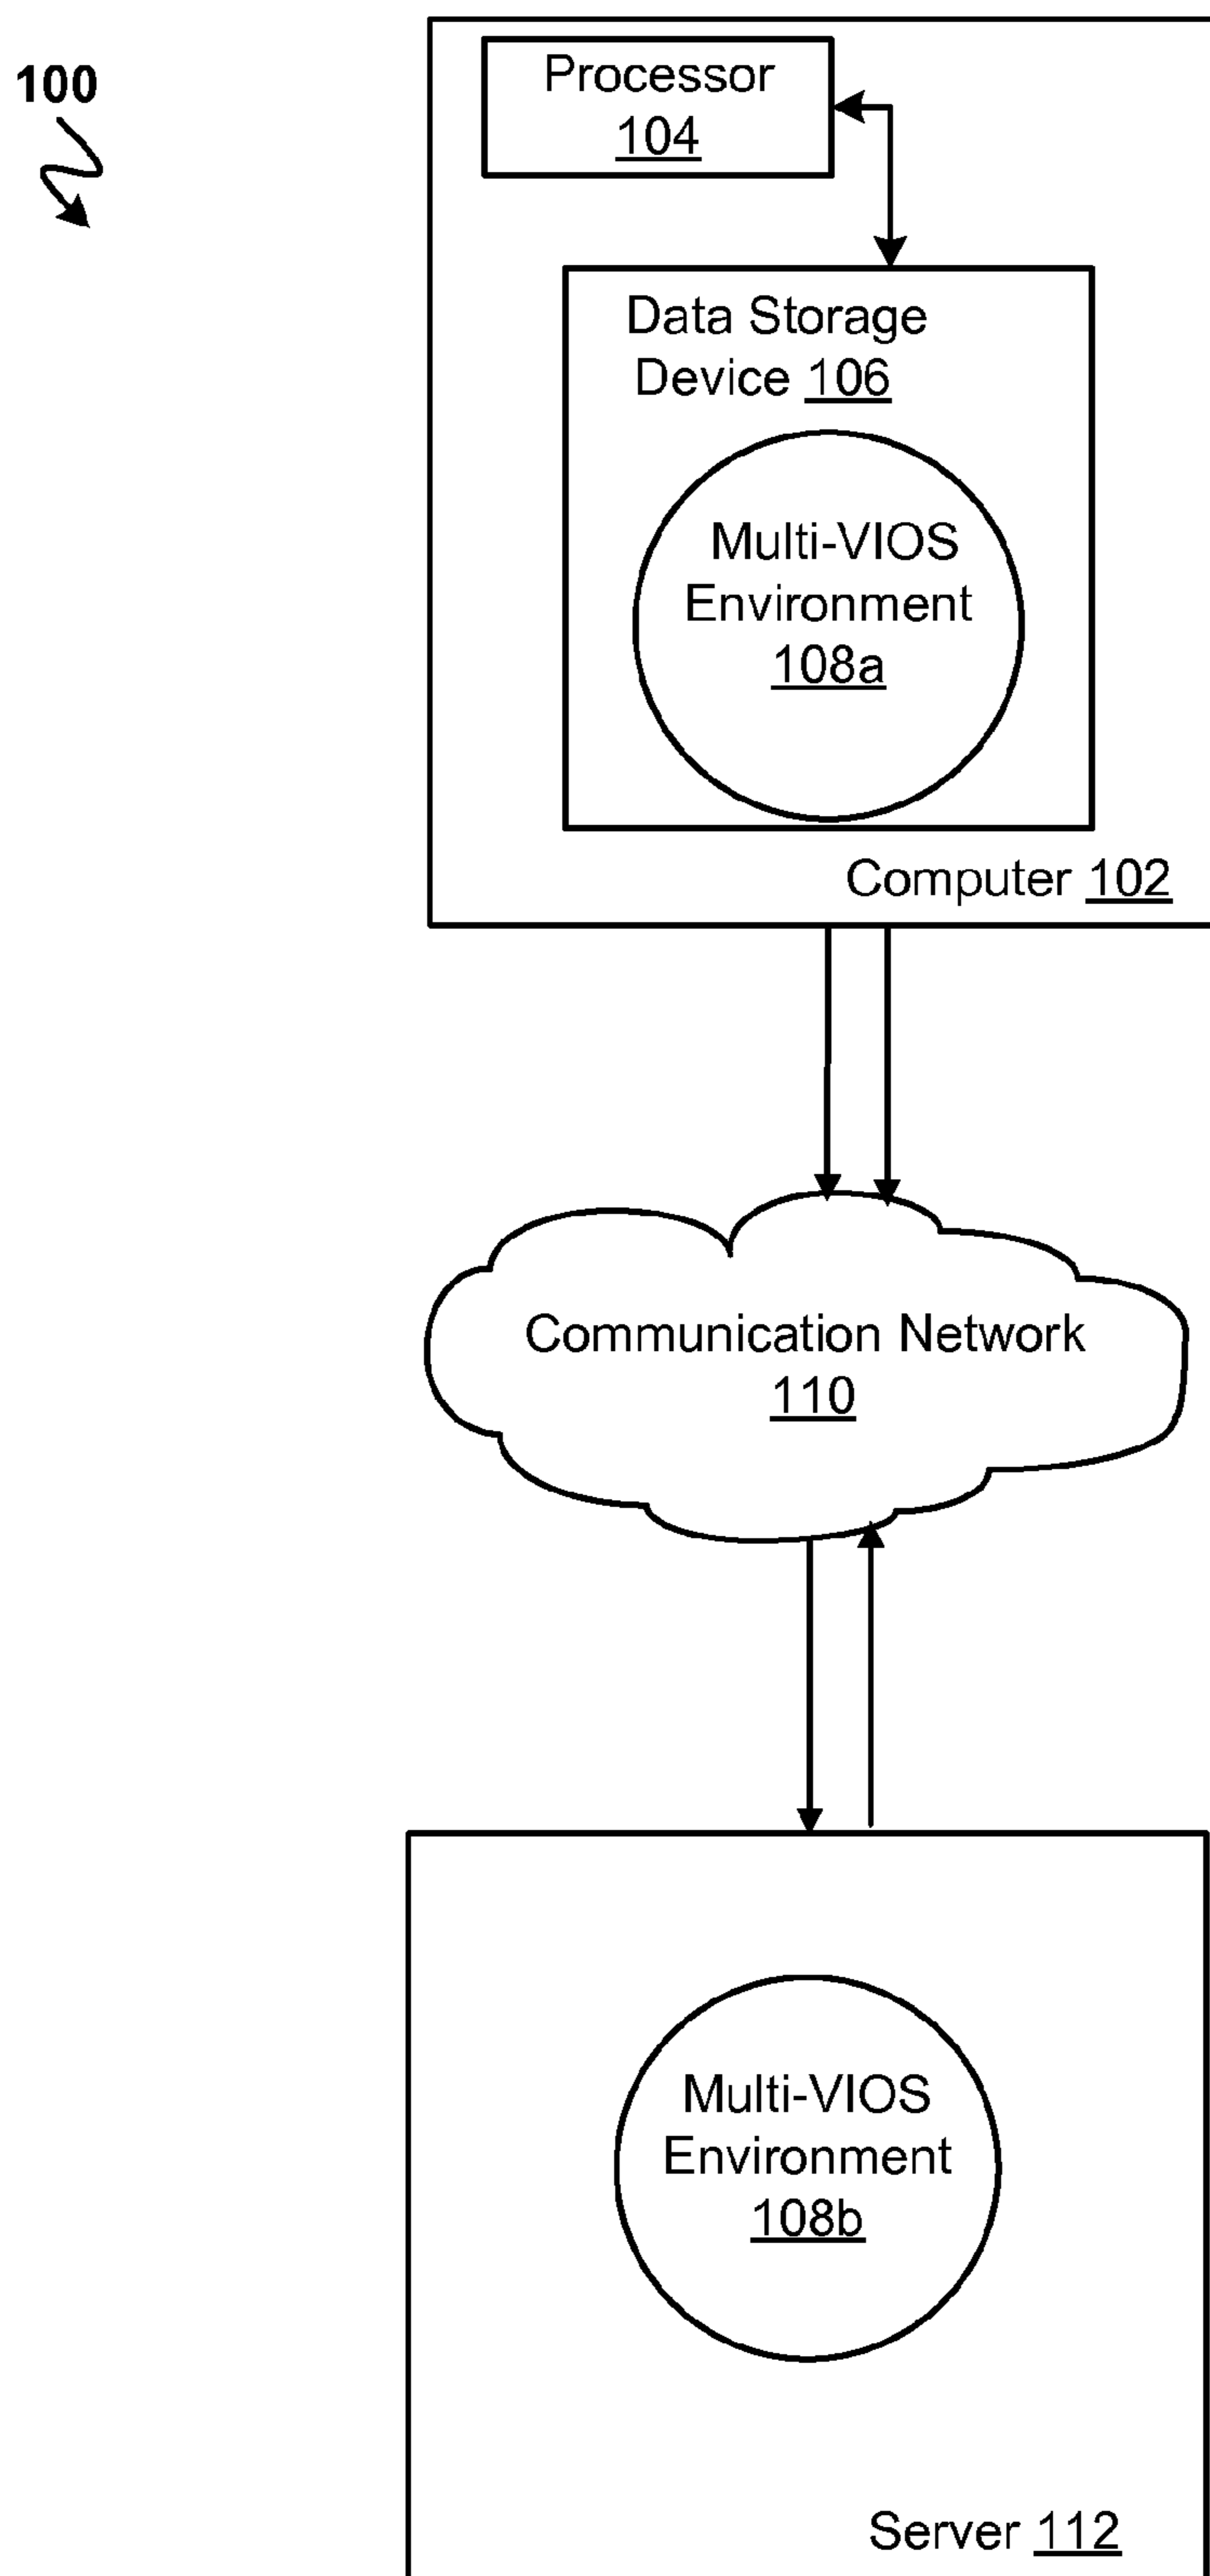 100
Processor
104
Data Storage
Device 106
Multi-VIOS
Environment
108a
Computer 102
Communication Network
110
Multi-VIOS
Environment
108b
Server 112